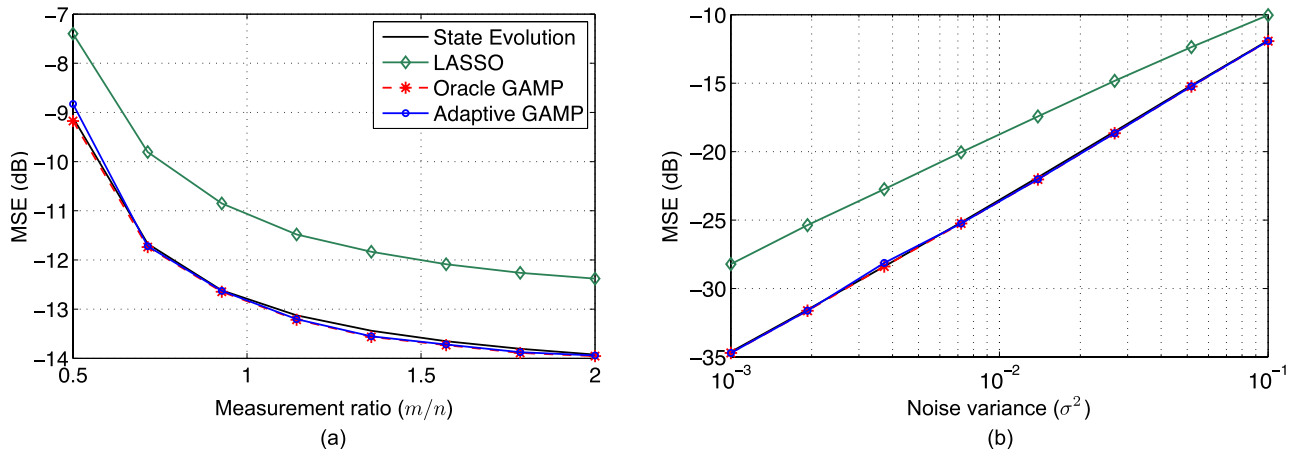 −7
−8
−9
−10
−11
−12
−13
−14
MSE (dB)
0.5
1
1.5
2
Measurement ratio (m/n)
(a)
State Evolution
LASSO
Oracle GAMP
Adaptive GAMP
−10
−15
−20
−25
−30
−35
MSE (dB)
10⁻³
10⁻²
10⁻¹
Noise variance (σ²)
(b)